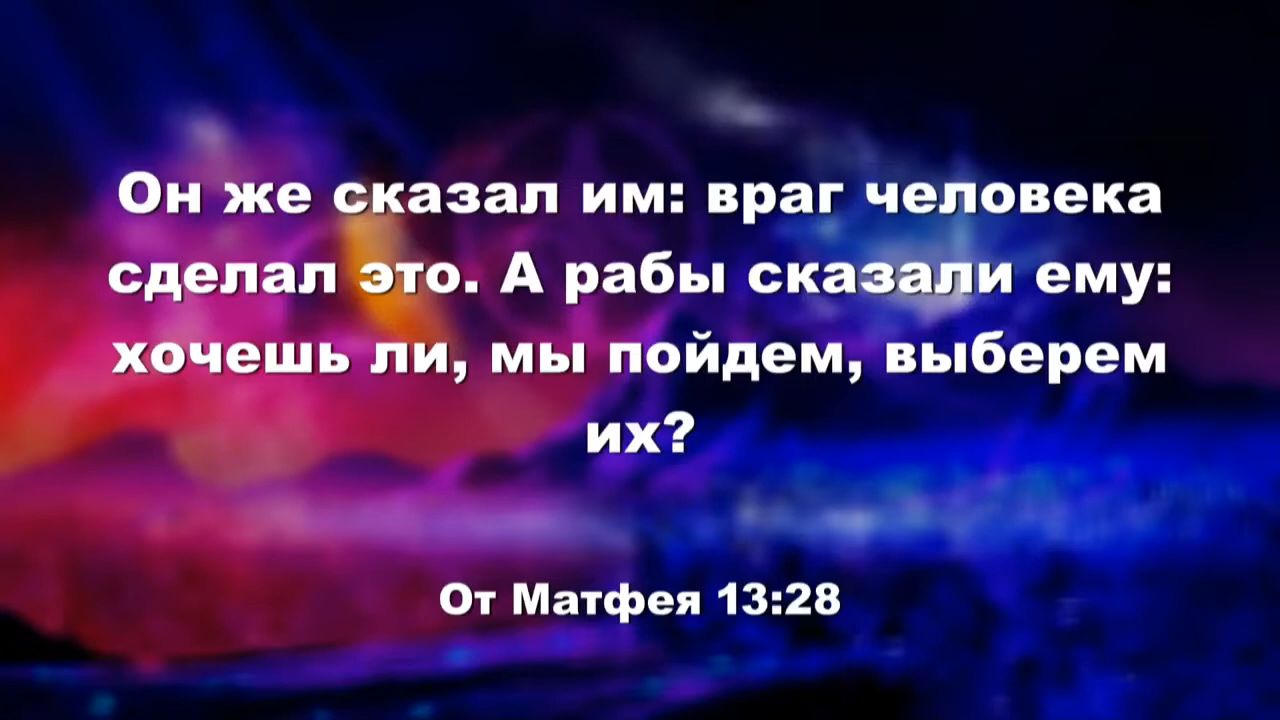 Он же сказал им: враг человека
сделал это. А рабы сказали ему:
хочешь ли, мы пойдем, выберем
их?
От Матфея 13:28